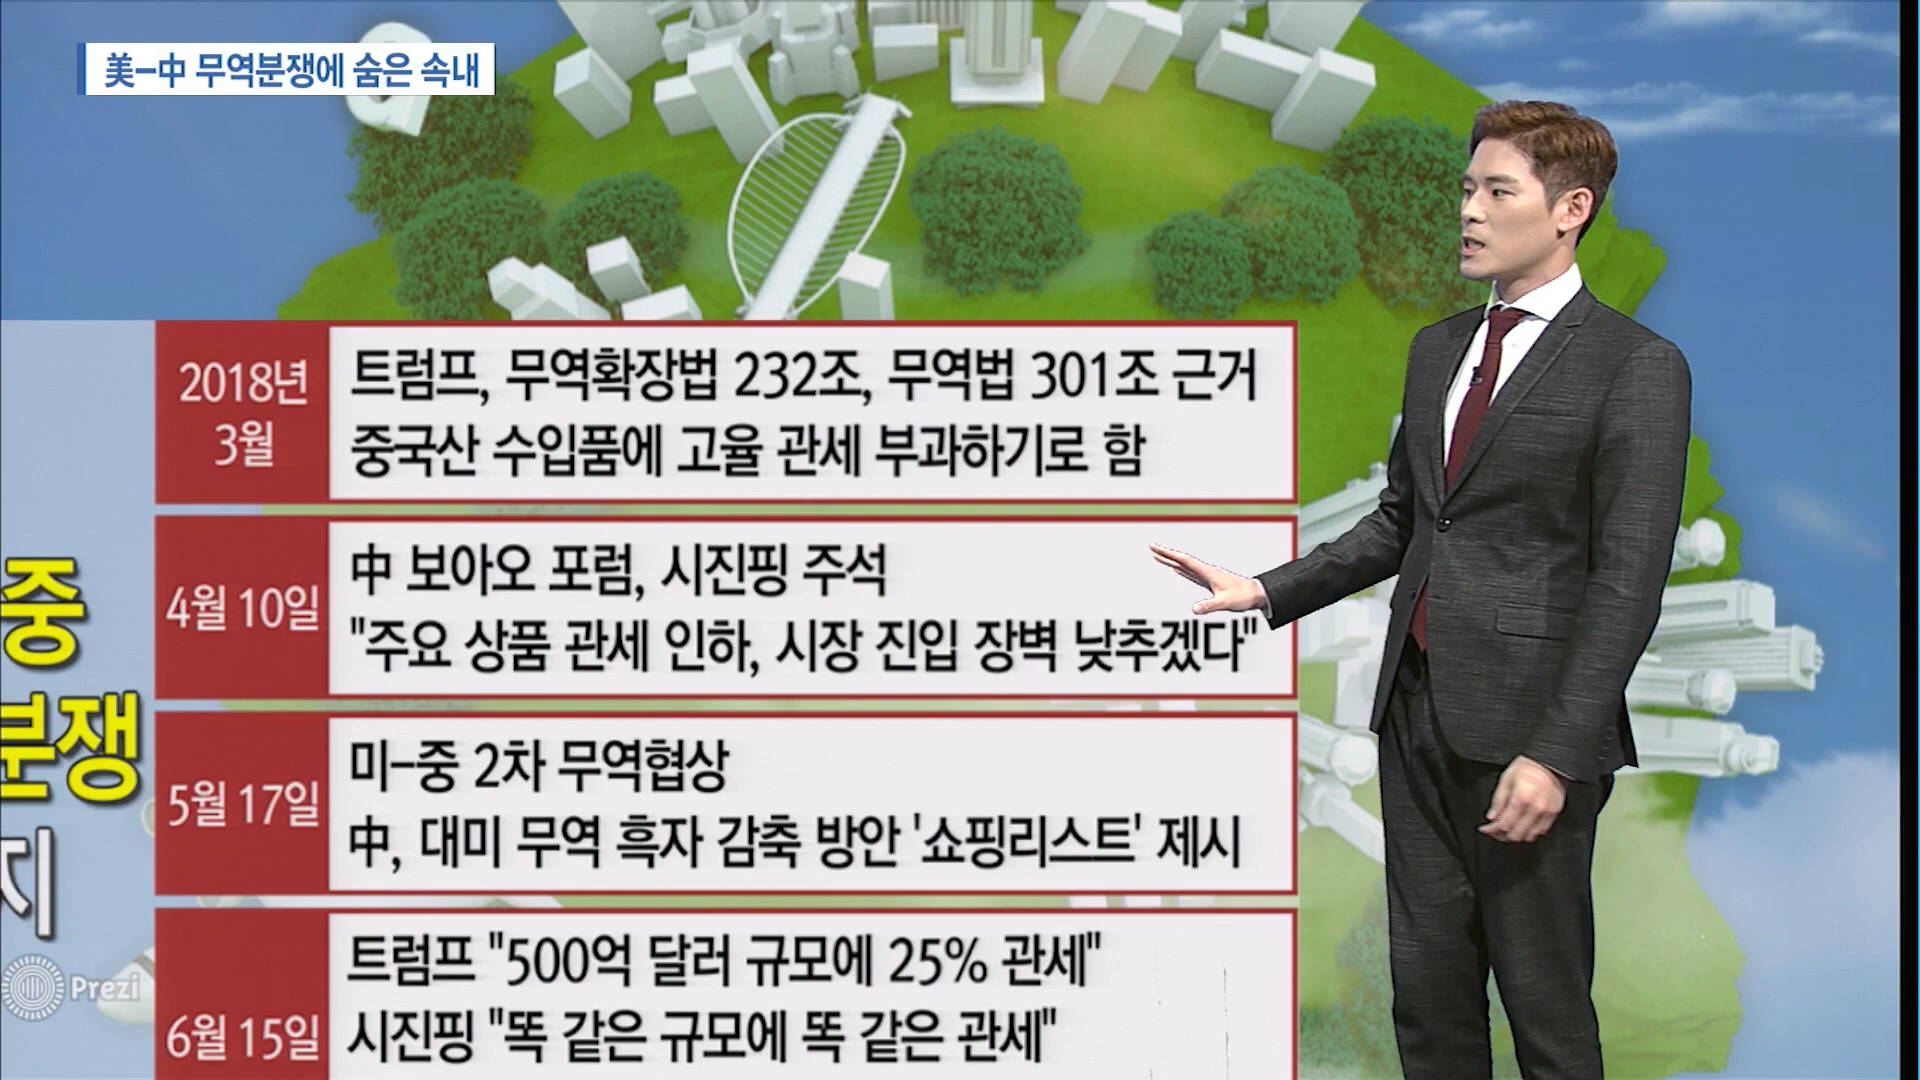 美-中 무역분쟁에 숨은 속내
2018년
3월
트럼프, 무역확장법 232조, 무역법 301조 근거
중국산 수입품에 고율 관세 부과하기로 함
4월 10일
中 보아오 포럼, 시진핑 주석
"주요 상품 관세 인하, 시장 진입 장벽 낮추겠다"
5월 17일
미-중 2차 무역협상
中, 대미 무역 흑자 감축 방안 '쇼핑리스트' 제시
6월 15일
트럼프 "500억 달러 규모에 25% 관세"
시진핑 "똑 같은 규모에 똑 같은 관세"
중
분쟁
지
Prezi